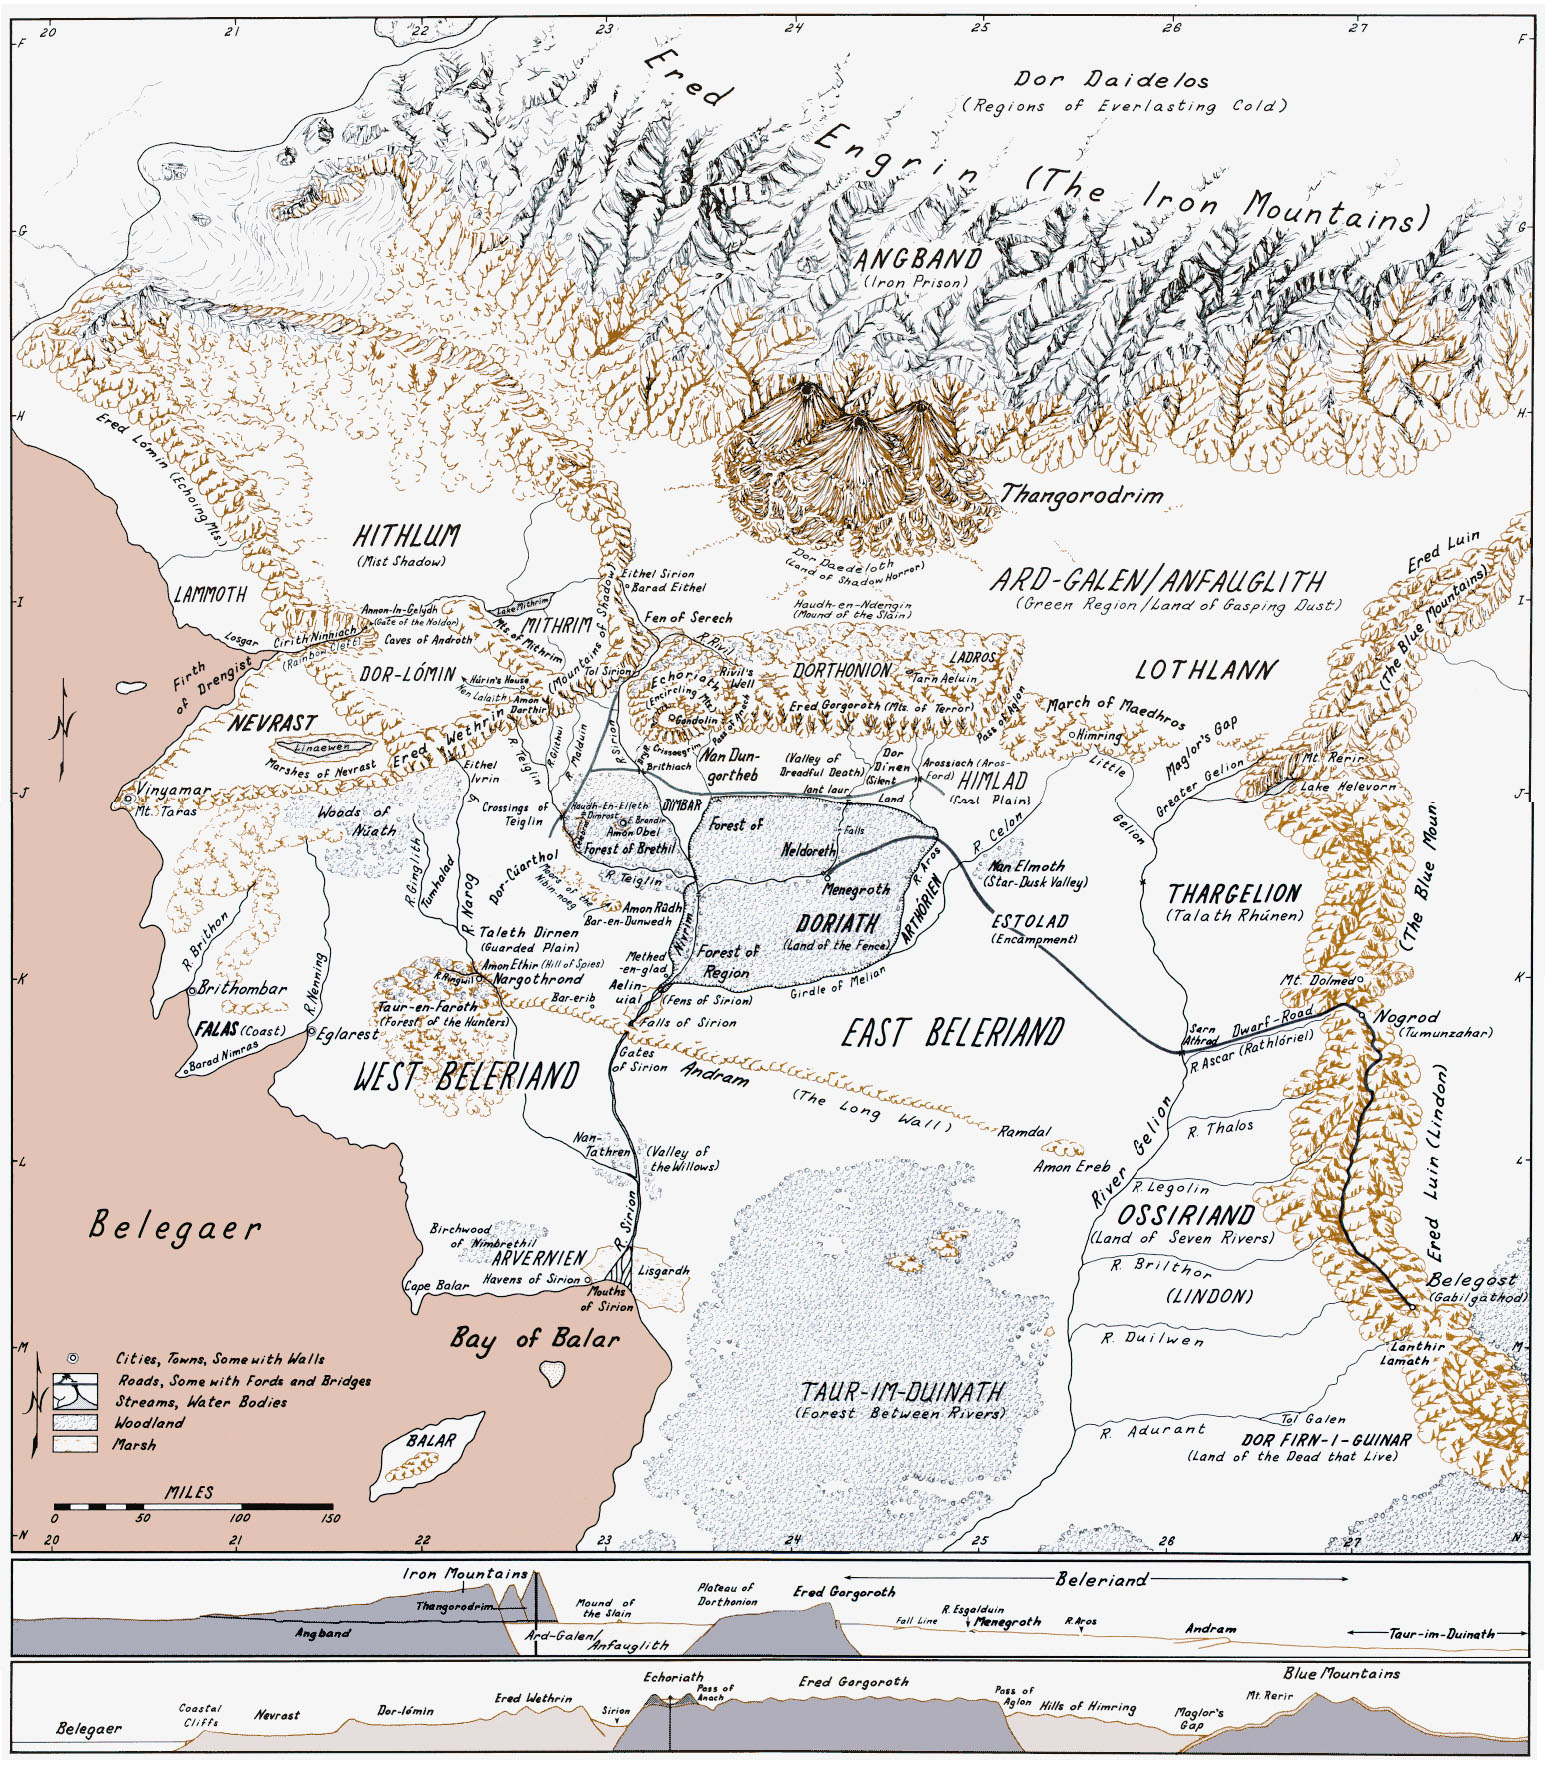 20 21 22 23 24 25 26 27
F
F
Ered
Engrin (The Iron Mountains)
Dor Daidelos
(Regions of Everlasting Cold)
G
G
ANGBAND
(Iron Prison)
H
H
Ered Lómin (Echoing Mts.)
Thangorodrim
HITHLUM
(Mist Shadow)
Dor Daedeloth
(Land of Shadow Horror)
Ered Luin
(The Blue Mountains)
Eithel Sirion
Barad Eithel
ARD-GALEN/ANFAUGLITH
(Green Region/Land of Gasping Dust)
I
I
LAMMOTH
Haudh-en-Ndengin
(Mound of the Slain)
Annon-In-Gelydh
(Gate of the Noldor)
Lake Mithrim
MITHRIM
Mts. of Mithrim
(Mountains of Shadow)
Fen of Serech
R. Rivil
Losgar
Cirith Ninniach
(Rainbow Cleft)
Caves of Androth
Firth
of Drengist
DOR-LÓMIN
Húrin's House
Nen Lalaith
Amon
Darthir
Tol Sirion
Echoriath
(Encircling Mts.)
Gondolin
Rivil's
Well
DORTHONION
LADROS
Tarn Aeluin
Ered Gorgoroth (Mts. of Terror)
Pass of Anach
Pass of Aglon
LOTHLANN
March of Maedhros
Himring
Maglor's Gap
NEVRAST
Linaewen
Marshes of Nevrast
Ered Wethrin
R. Teiglin
R. Glithui
R. Malduin
R. Sirion
Crissaegrim
Brithiach
Nan Dun-
gortheb
(Valley of
Dreadful Death)
Dor
Dínen
(Silent
Land
Iant Iaur
Arossiach (Aros-
Ford)
HIMLAD
(Cool Plain)
Little
Gelion
Greater Gelion
Mt. Rerir
Lake Helevorn
Eithel
Ivrin
J
J
Vinyamar
Mt. Taras
Woods of
Núath
Crossings of
Teiglin
Haudh-en-Elleth
Dimrost
E. Brandir
Amon Obel
Forest of Brethil
DIMBAR
Forest of
Neldoreth
Falls
Menegroth
R. Celon
R. Aros
Nan Elmoth
(Star-Dusk Valley)
R. Ginglith
Tumhalad
R. Narog
Dor-Cúarthol
Moors of the
Nibin-noeg
R. Teiglin
Amon Rûdh
Bar-en-Danwedh
Nivrim
DORIATH
(Land of the Fence)
ARTHÓRIEN
ESTOLAD
(Encampment)
THARGELION
(Talath Rhúnen)
(The Blue Moun.
R. Brithon
R. Nenning
Taleth Dirnen
(Guarded Plain)
Methed
-en-glad
Forest of
Region
Girdle of Melian
K
K
Brithombar
FALAS (Coast)
Barad Nimras
Eglarest
Amon Ethir (Hill of Spies)
R. Ringwil
Nargothrond
Taur-en-Faroth
(Forest of the Hunters)
Bar-erib
Aelin-
uial
(Fens of Sirion)
Falls of Sirion
Gates
of Sirion
Andram
(The Long Wall)
Ramdal
Amon Ereb
WEST BELERIAND
EAST BELERIAND
Mt. Dolmed
Nogrod
(Tumunzahar)
Sarn
Athrad
Dwarf-Road
R. Ascar (Rathlóriel)
R. Thalos
River Gelion
L
L
Nan-
Tathren
(Valley of
the Willows)
R. Legolin
OSSIRIAND
(Land of Seven Rivers)
Ered Luin (Lindon)
Belegaer
Birchwood
of Nimbrethil
ARVERNIEN
R. Sirion
Cape Balar
Havens of Sirion
Mouths
of Sirion
Lisgardh
R. Brilthor
(LINDON)
Belegost
(Gabilgathod)
Bay of Balar
R. Duilwen
M
M
Lanthir
Lamath
TAUR-IM-DUINATH
(Forest Between Rivers)
BALAR
R. Adurant
Tol Galen
DOR FIRN-I-GUINAR
(Land of the Dead that Live)
N
Cities, Towns, Some with Walls
Roads, Some with Fords and Bridges
Streams, Water Bodies
Woodland
Marsh
MILES
0 50 100 150
N
N
20 21 22 23 24 25 26 27
Iron Mountains
Thangorodrim
Angband
Ard-Galen/
Anfauglith
Mound of
the Slain
Plateau of
Dorthonion
Ered Gorgoroth
Beleriand
Fall Line
R. Esgalduin
Menegroth
R. Aros
Andram
Taur-im-Duinath
Belegaer
Coastal
Cliffs
Nevrast
Dor-lómin
Ered Wethrin
Sirion
Echoriath
Pass of
Anach
Ered Gorgoroth
Pass of
Aglon
Hills of Himring
Maglor's
Gap
Mt. Rerir
Blue Mountains